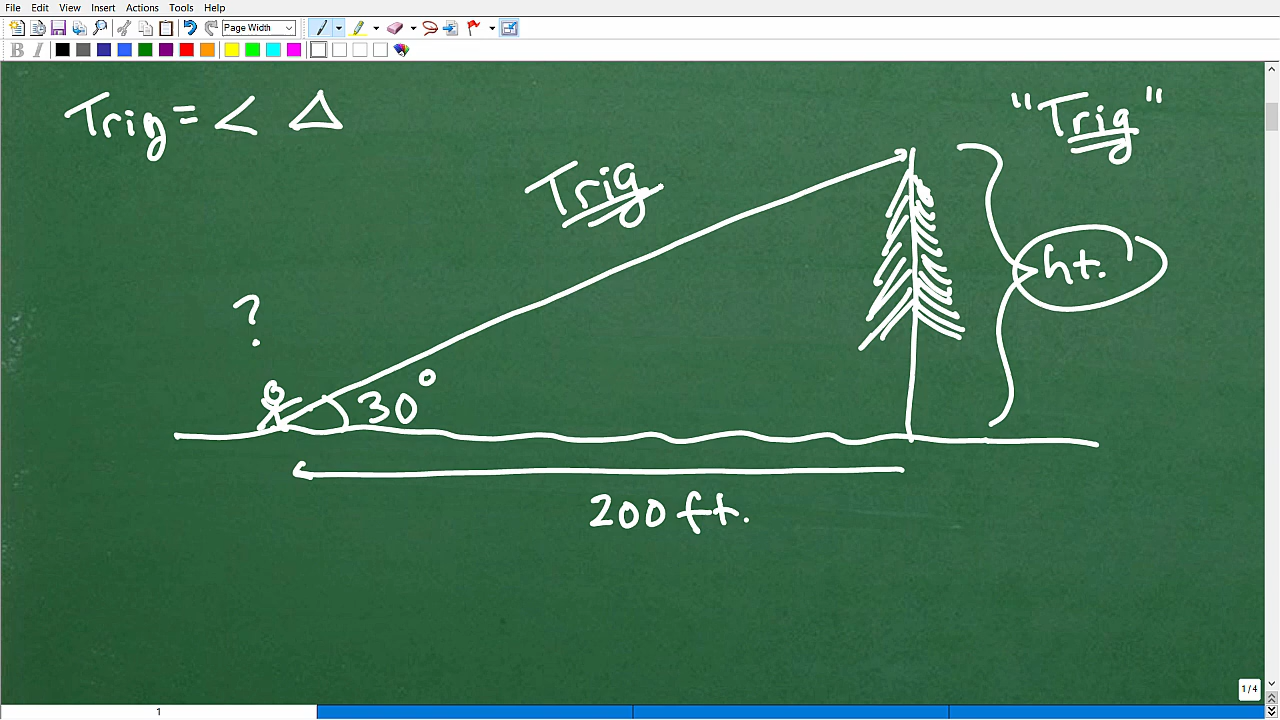 File Edit View Insert Actions Tools Help
Page Width
B I
Trig = < △
"Trig"
Trig
ht.
?
30°
200 ft.
1/4
1